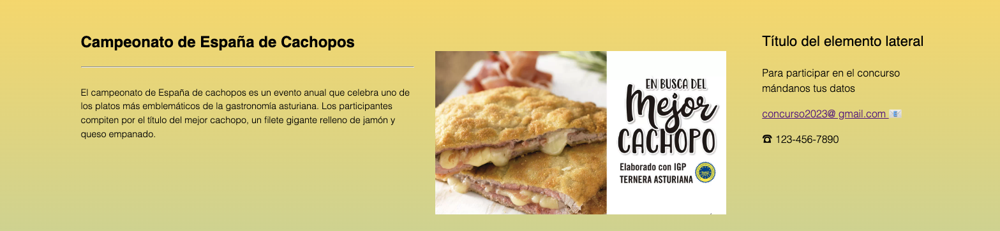 Campeonato de España de Cachopos
El campeonato de España de cachopos es un evento anual que celebra uno de
los platos más emblemáticos de la gastronomía asturiana. Los participantes
compiten por el título del mejor cachopo, un filete gigante relleno de jamón y
queso empanado.
EN BUSCA DEL
Mejor
CACHOPO
Elaborado con IGP
TERNERA ASTURIANA
Título del elemento lateral
Para participar en el concurso
mándanos tus datos
concurso2023@ gmail.com 📧
☎ 123-456-7890